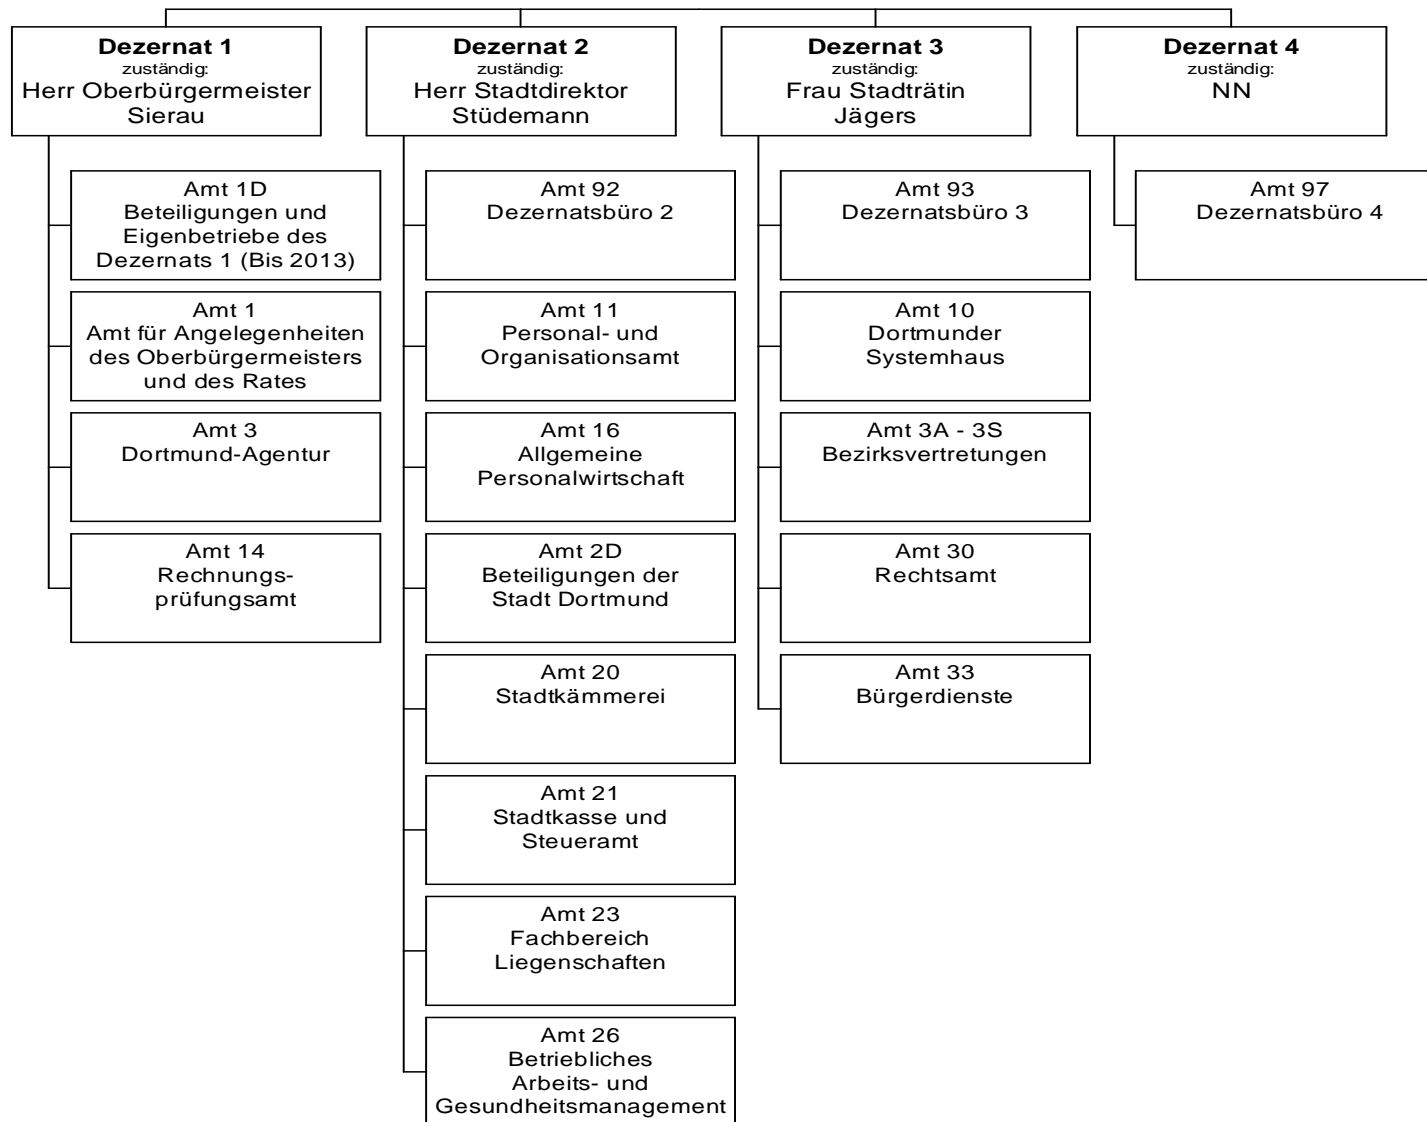 Dezernat 1
zuständig:
Herr Oberbürgermeister
Sierau
Amt 1D
Beteiligungen und
Eigenbetriebe des
Dezernats 1 (Bis 2013)
Amt 1
Amt für Angelegenheiten
des Oberbürgermeisters
und des Rates
Amt 3
Dortmund-Agentur
Amt 14
Rechnungs-
prüfungsamt
Dezernat 2
zuständig:
Herr Stadtdirektor
Stüdemann
Amt 92
Dezernatsbüro 2
Amt 11
Personal- und
Organisationsamt
Amt 16
Allgemeine
Personalwirtschaft
Amt 2D
Beteiligungen der
Stadt Dortmund
Amt 20
Stadtkämmerei
Amt 21
Stadtkasse und
Steueramt
Amt 23
Fachbereich
Liegenschaften
Amt 26
Betriebliches
Arbeits- und
Gesundheitsmanagement
Dezernat 3
zuständig:
Frau Stadträtin
Jägers
Amt 93
Dezernatsbüro 3
Amt 10
Dortmunder
Systemhaus
Amt 3A - 3S
Bezirksvertretungen
Amt 30
Rechtsamt
Amt 33
Bürgerdienste
Dezernat 4
zuständig:
NN
Amt 97
Dezernatsbüro 4